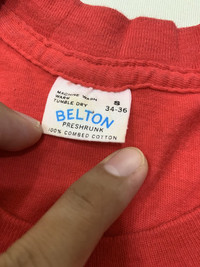 MACHINE WASH
WARM
TUMBLE DRY
S
34-36
BELTON
PRESHRUNK
100% COMBED COTTON